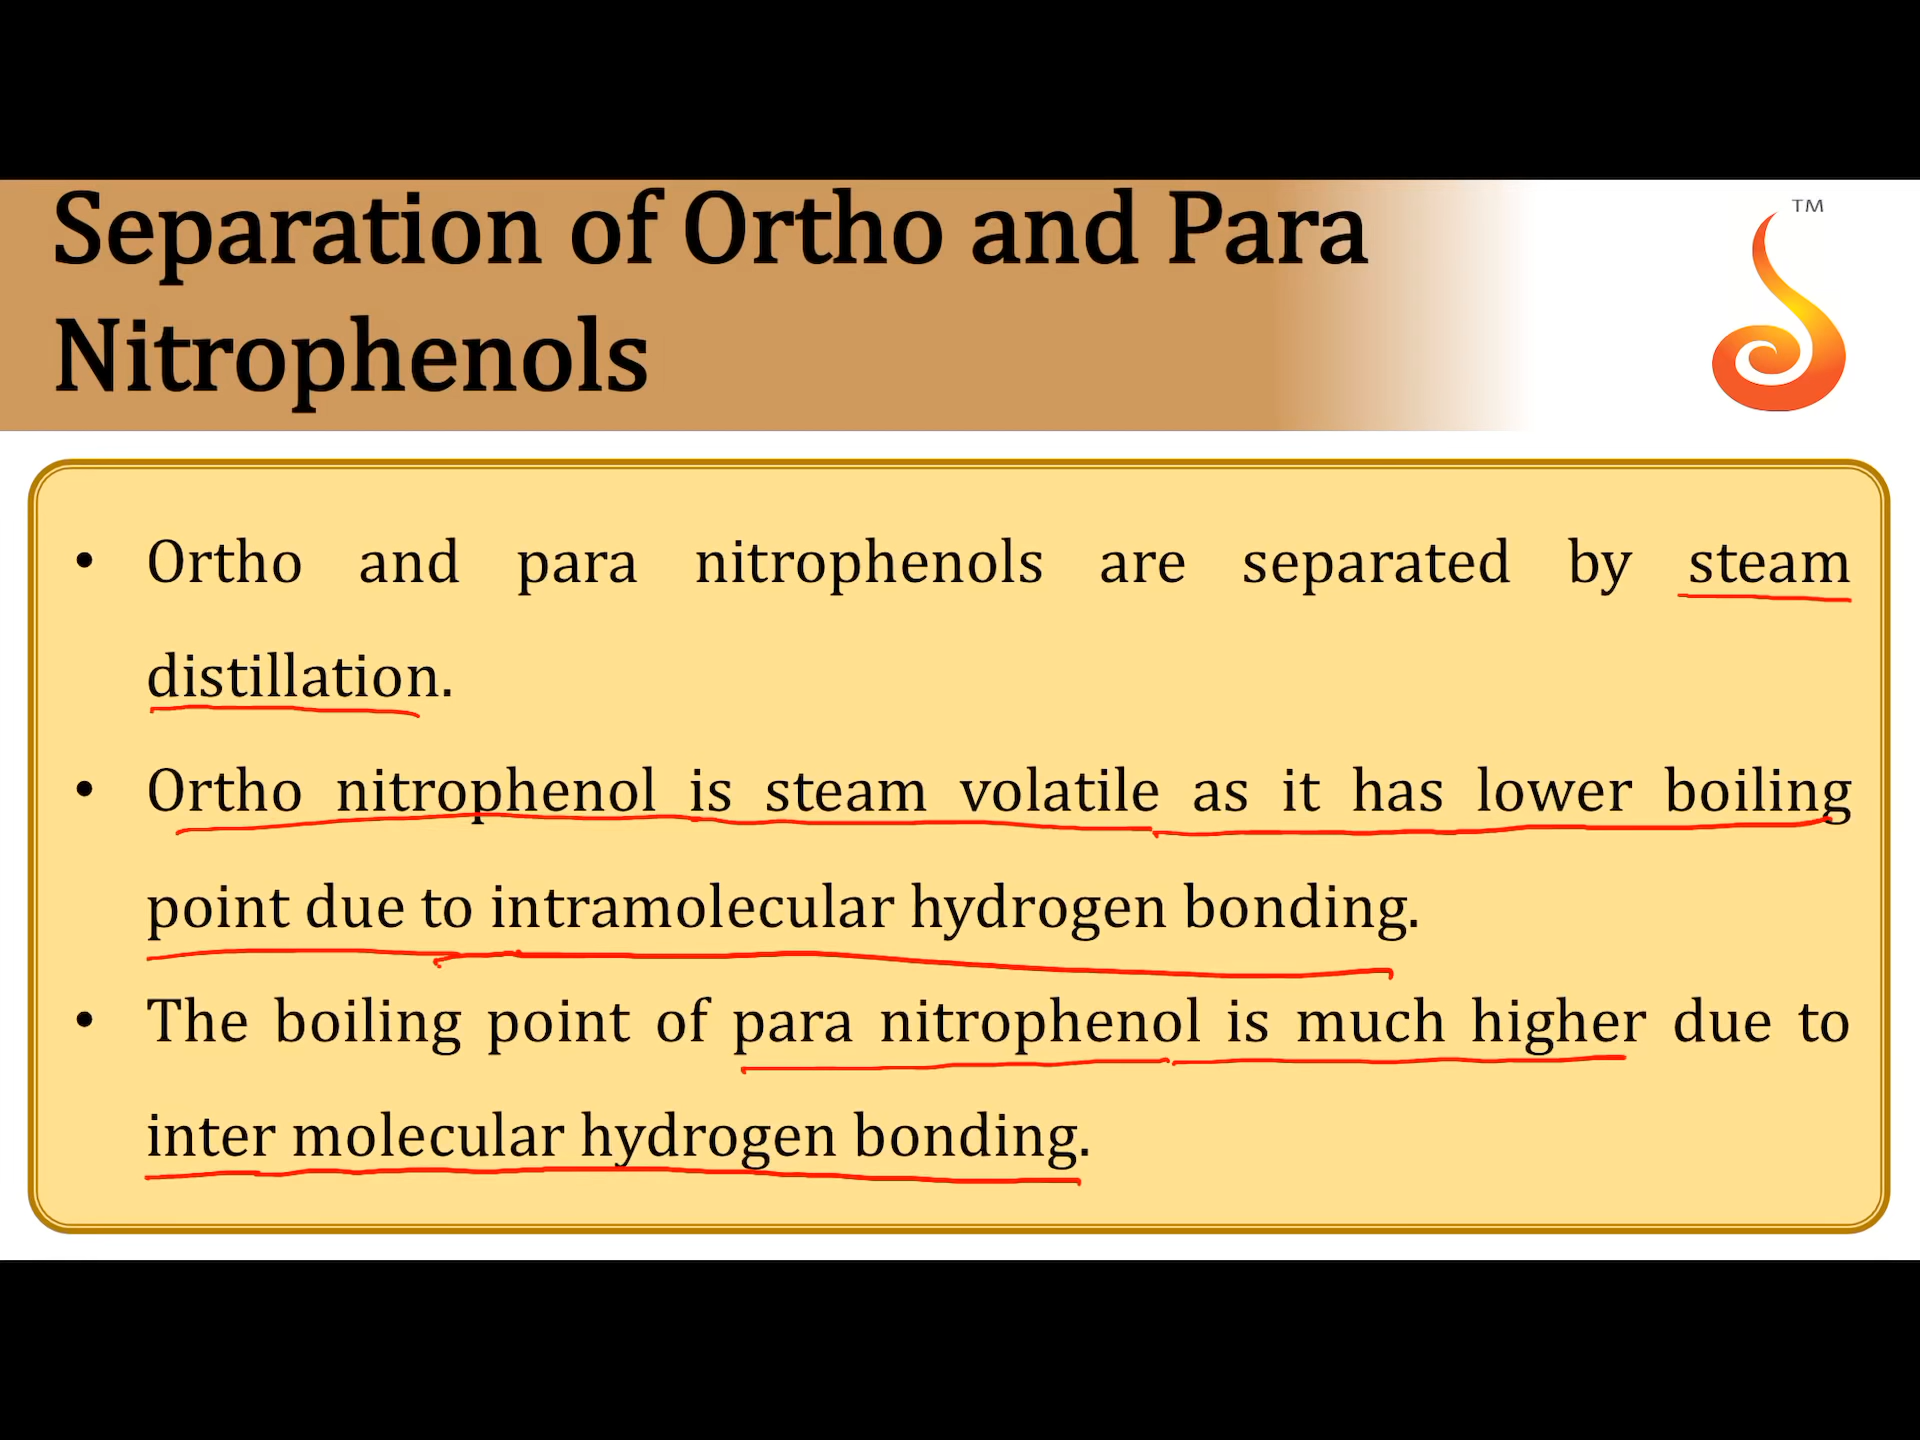 Separation of Ortho and Para
Nitrophenols
TM
• Ortho and para nitrophenols are separated by steam
distillation.
• Ortho nitrophenol is steam volatile as it has lower boiling
point due to intramolecular hydrogen bonding.
• The boiling point of para nitrophenol is much higher due to
inter molecular hydrogen bonding.